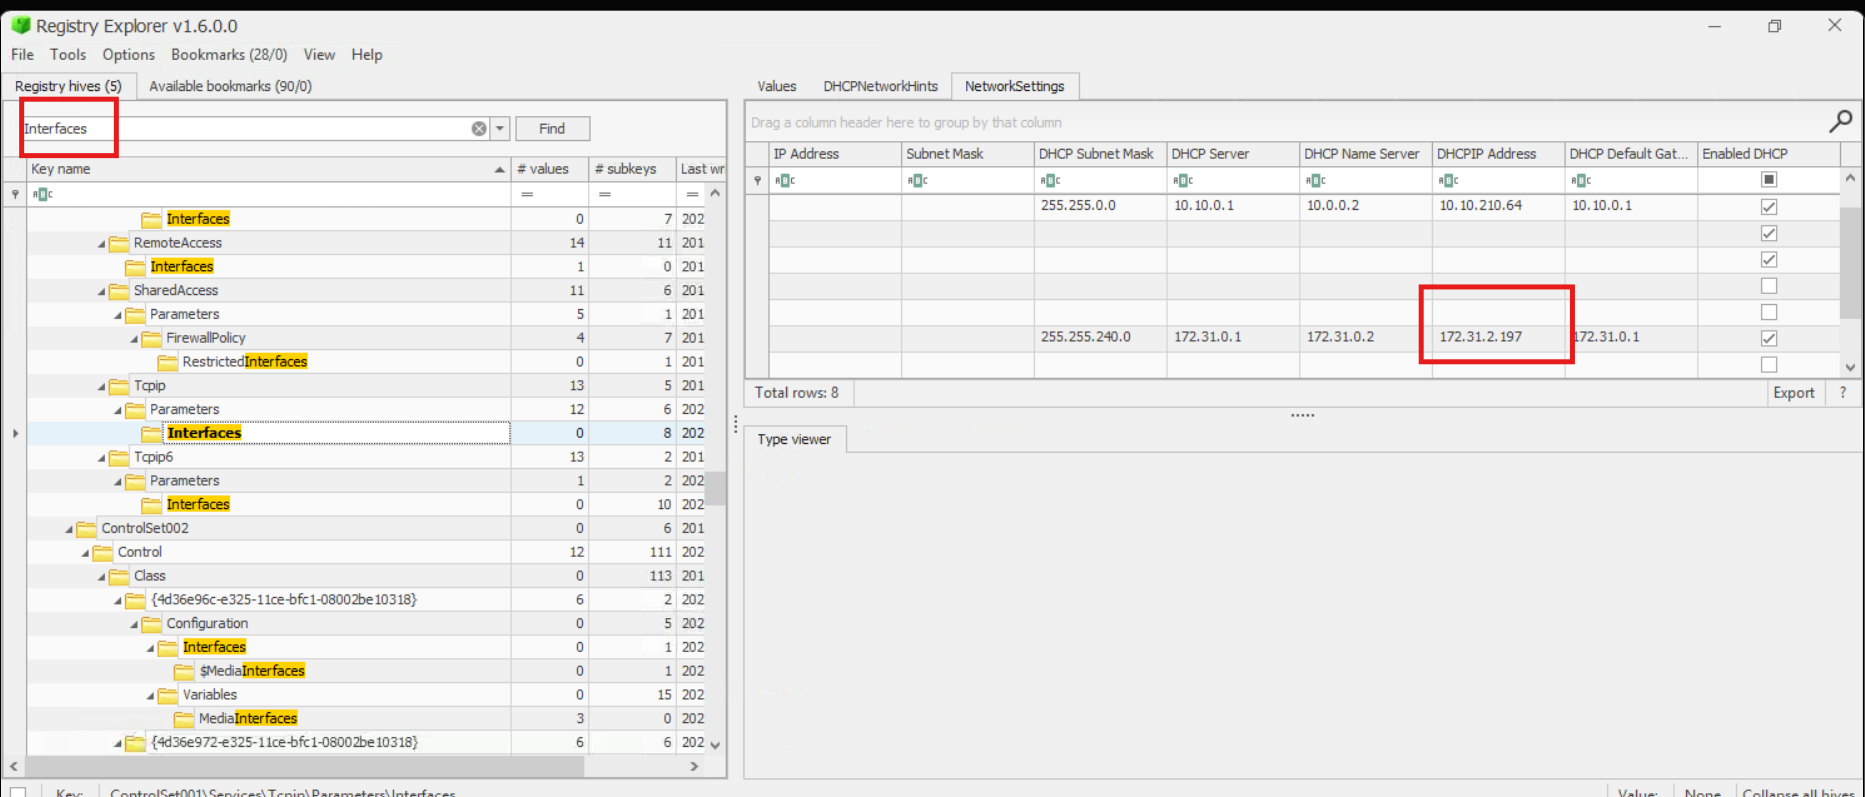 Registry Explorer v1.6.0.0
File Tools Options Bookmarks (28/0) View Help
Registry hives (5) Available bookmarks (90/0)
Interfaces Find
Key name # values # subkeys Last wr
= = =
Interfaces 0 7 202
RemoteAccess 14 11 201
Interfaces 1 0 201
SharedAccess 11 6 201
Parameters 5 1 201
FirewallPolicy 4 7 201
RestrictedInterfaces 0 1 201
Tcpip 13 5 201
Parameters 12 6 202
Interfaces 0 8 202
Tcpip6 13 2 201
Parameters 1 2 202
Interfaces 0 10 202
ControlSet002 0 6 201
Control 12 111 202
Class 0 113 201
{4d36e96c-e325-11ce-bfc1-08002be10318} 6 2 202
Configuration 0 5 202
Interfaces 0 1 202
$MediaInterfaces 0 1 202
Variables 0 15 202
MediaInterfaces 3 0 202
{4d36e972-e325-11ce-bfc1-08002be10318} 6 6 202
Values DHCPNetworkHints NetworkSettings
Drag a column header here to group by that column
IP Address Subnet Mask DHCP Subnet Mask DHCP Server DHCP Name Server DHCPIP Address DHCP Default Gat... Enabled DHCP
ABC ABC ABC ABC ABC ABC ABC
255.255.0.0 10.10.0.1 10.0.0.2 10.10.210.64 10.10.0.1
255.255.240.0 172.31.0.1 172.31.0.2 172.31.2.197 172.31.0.1
Total rows: 8 Export ?
Type viewer
Key: ControlSet001\Services\Tcpip\Parameters\Interfaces Value: None Collapse all hives